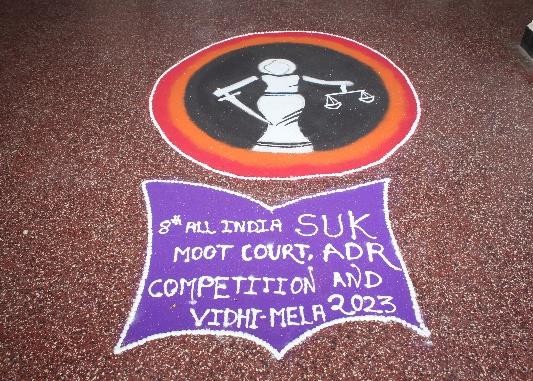 8th ALL INDIA SUK
MOOT COURT, ADR
COMPETITION AND
VIDHI-MELA 2023